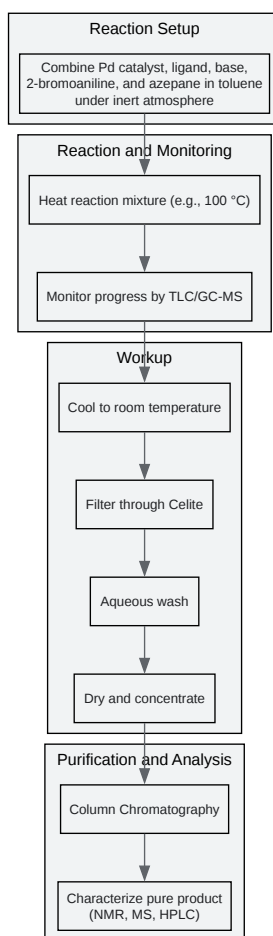 Reaction Setup
Combine Pd catalyst, ligand, base,
2-bromoaniline, and azepane in toluene
under inert atmosphere
Reaction and Monitoring
Heat reaction mixture (e.g., 100 °C)
Monitor progress by TLC/GC-MS
Workup
Cool to room temperature
Filter through Celite
Aqueous wash
Dry and concentrate
Purification and Analysis
Column Chromatography
Characterize pure product
(NMR, MS, HPLC)